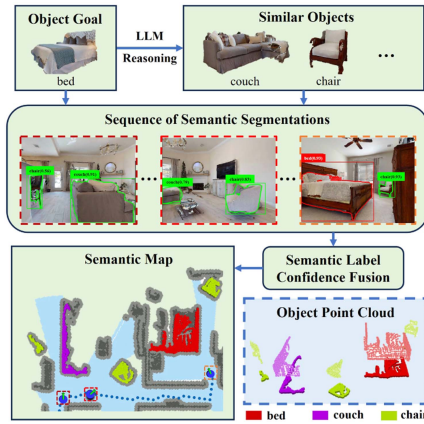 Object Goal
bed
LLM
Reasoning
Similar Objects
couch
chair
...
Sequence of Semantic Segmentations
...
...
Semantic Map
Semantic Label
Confidence Fusion
Object Point Cloud
bed
couch
chair